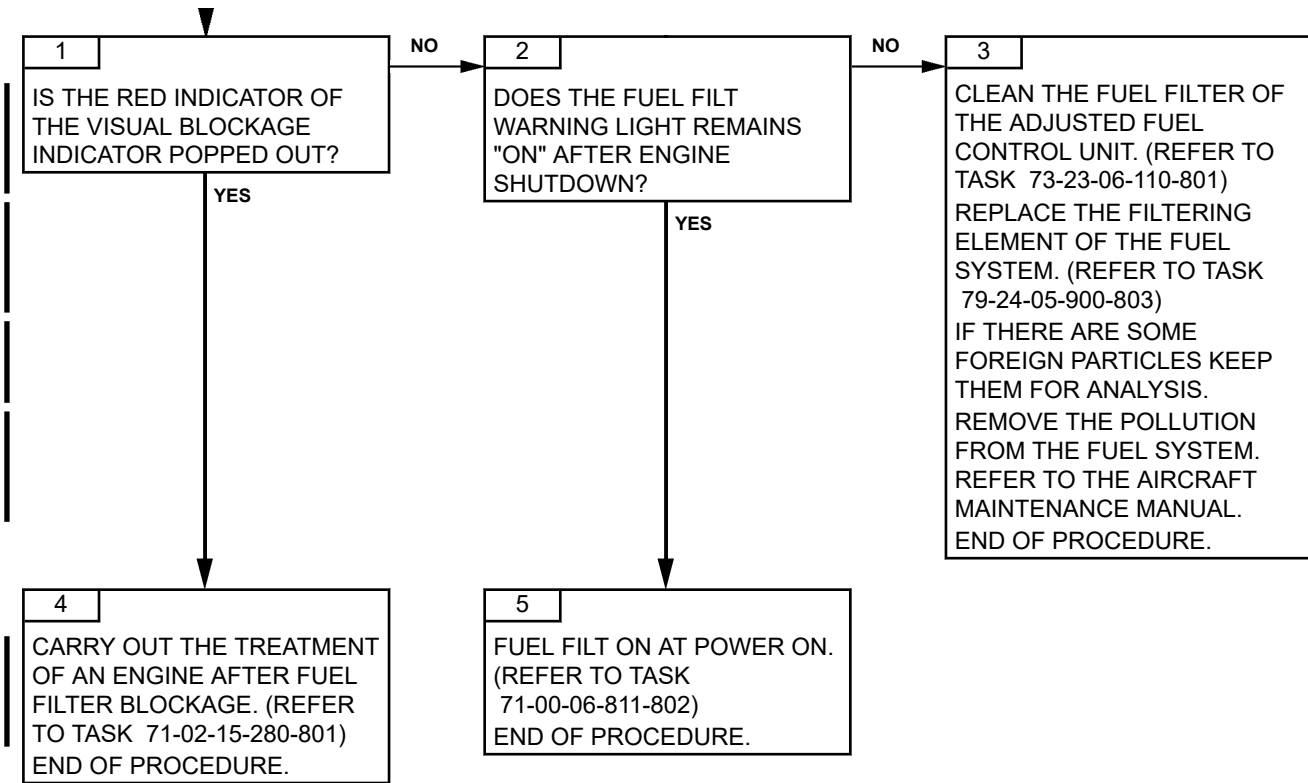 1
IS THE RED INDICATOR OF
THE VISUAL BLOCKAGE
INDICATOR POPPED OUT?
NO
YES
2
DOES THE FUEL FILT
WARNING LIGHT REMAINS
"ON" AFTER ENGINE
SHUTDOWN?
NO
YES
3
CLEAN THE FUEL FILTER OF
THE ADJUSTED FUEL
CONTROL UNIT. (REFER TO
TASK 73-23-06-110-801)
REPLACE THE FILTERING
ELEMENT OF THE FUEL
SYSTEM. (REFER TO TASK
79-24-05-900-803)
IF THERE ARE SOME
FOREIGN PARTICLES KEEP
THEM FOR ANALYSIS.
REMOVE THE POLLUTION
FROM THE FUEL SYSTEM.
REFER TO THE AIRCRAFT
MAINTENANCE MANUAL.
END OF PROCEDURE.
4
CARRY OUT THE TREATMENT
OF AN ENGINE AFTER FUEL
FILTER BLOCKAGE. (REFER
TO TASK 71-02-15-280-801)
END OF PROCEDURE.
5
FUEL FILT ON AT POWER ON.
(REFER TO TASK
71-00-06-811-802)
END OF PROCEDURE.